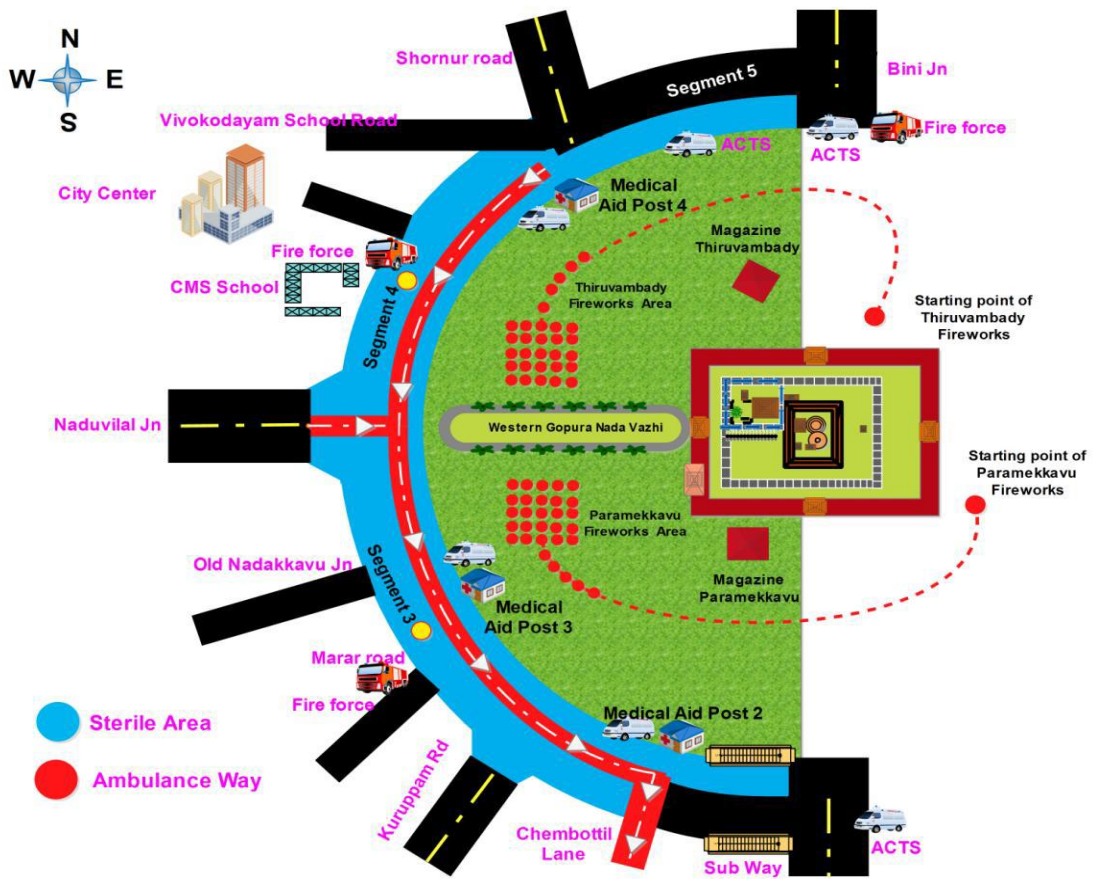 N
W E
S
Shornur road
Segment 5
Bini Jn
Vivokodayam School Road
ACTS
ACTS
Fire force
City Center
Medical
Aid Post 4
Magazine
Thiruvambady
Fire force
CMS School
Thiruvambady
Fireworks Area
Starting point of
Thiruvambady
Fireworks
Segment 4
Naduvilal Jn
Western Gopura Nada Vazhi
Starting point of
Paramekkavu
Fireworks
Paramekkavu
Fireworks Area
Old Nadakkavu Jn
Segment 3
Magazine
Paramekkavu
Medical
Aid Post 3
Marar road
Fire force
Medical Aid Post 2
Sterile Area
Ambulance Way
Kuruppam Rd
Chembottil
Lane
Sub Way
ACTS